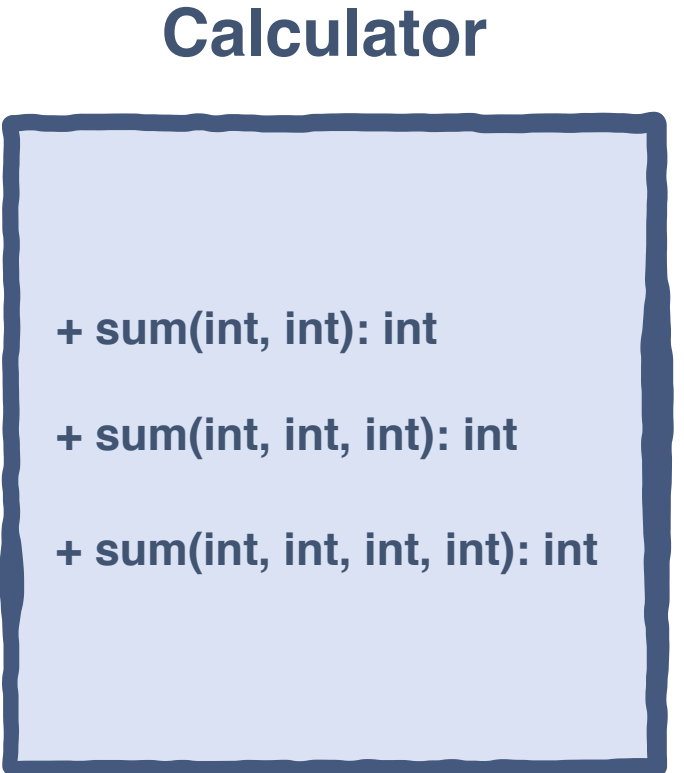 Calculator
+ sum(int, int): int
+ sum(int, int, int): int
+ sum(int, int, int, int): int